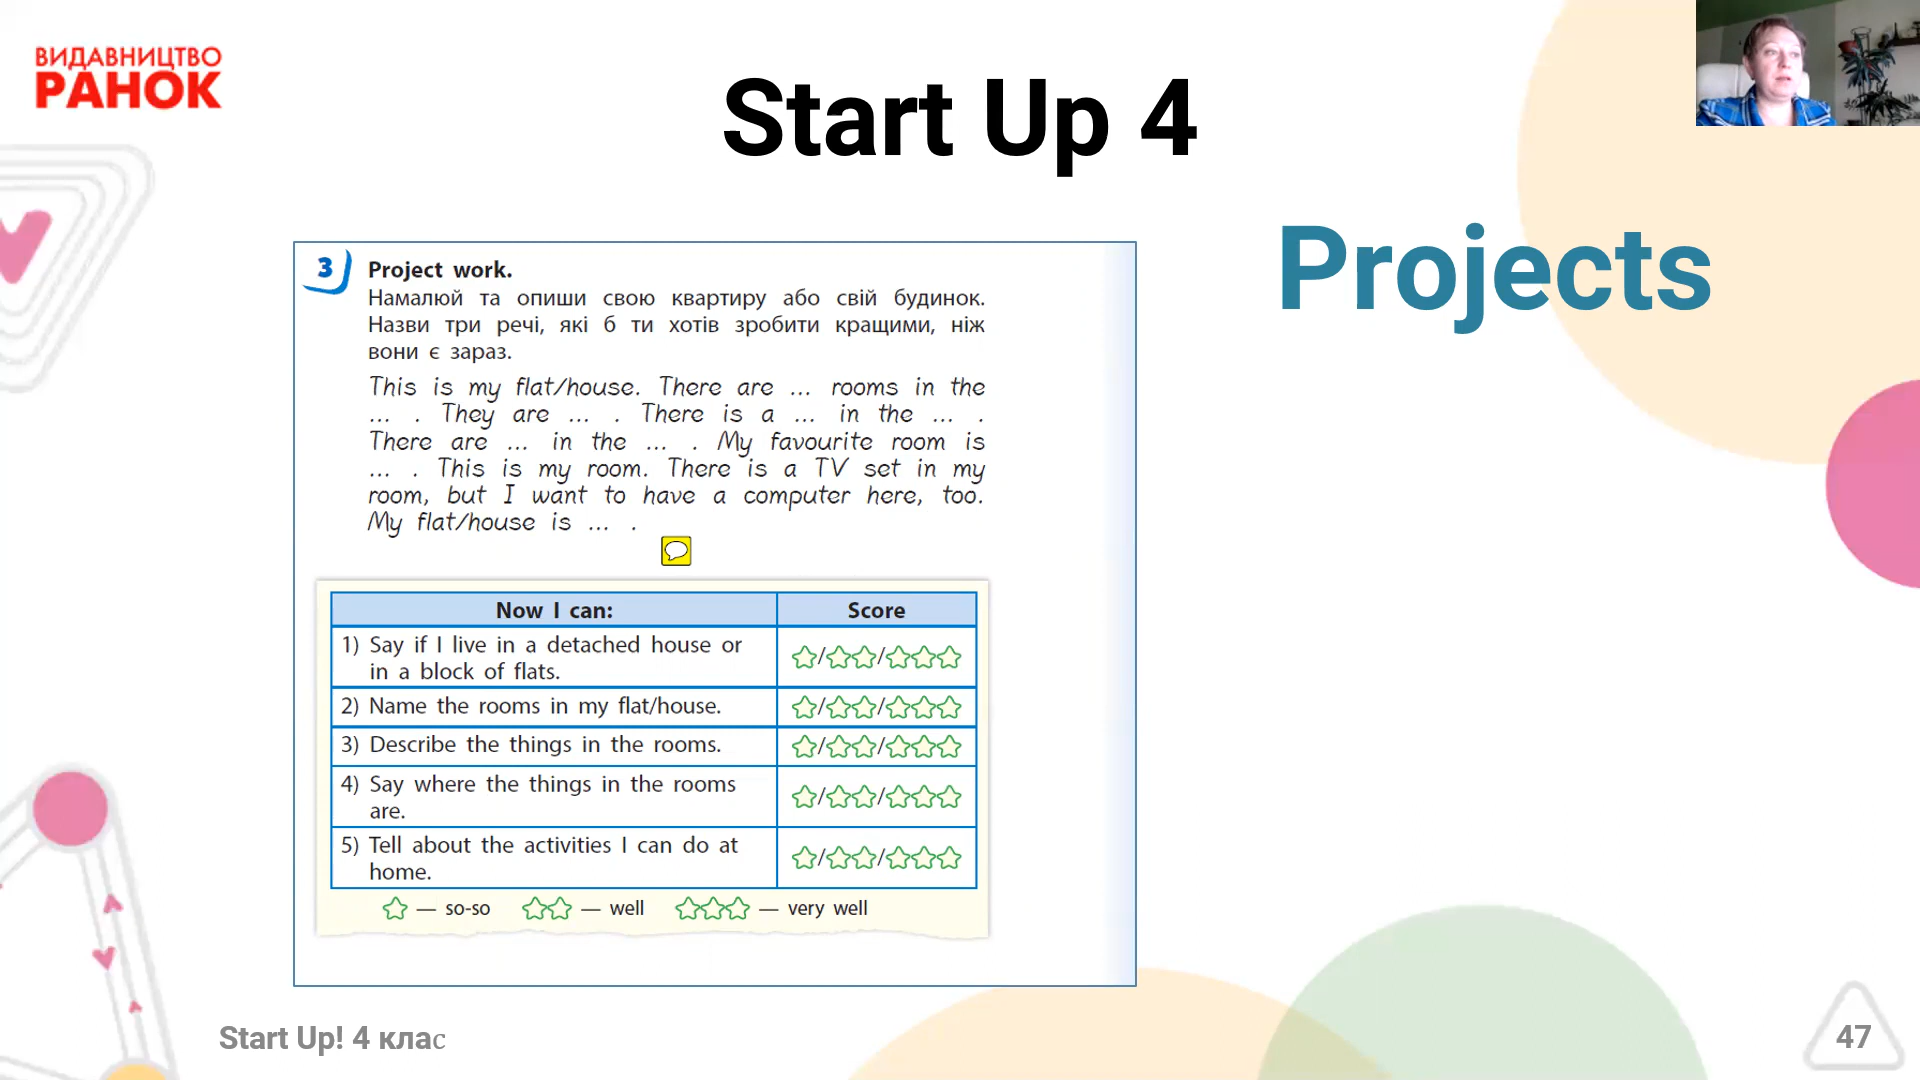 ВИДАВНИЦТВО
РАНОК
Start Up 4
Projects
3 Project work.
Намалюй та опиши свою квартиру або свій будинок.
Назви три речі, які б ти хотів зробити кращими, ніж
вони є зараз.
This is my flat/house. There are ... rooms in the
... . They are ... . There is a ... in the ... .
There are ... in the ... . My favourite room is
... . This is my room. There is a TV set in my
room, but I want to have a computer here, too.
My flat/house is ... .
Now I can: Score
1) Say if I live in a detached house or
in a block of flats.
2) Name the rooms in my flat/house.
3) Describe the things in the rooms.
4) Say where the things in the rooms
are.
5) Tell about the activities I can do at
home.
— so-so — well — very well
Start Up! 4 клас
47